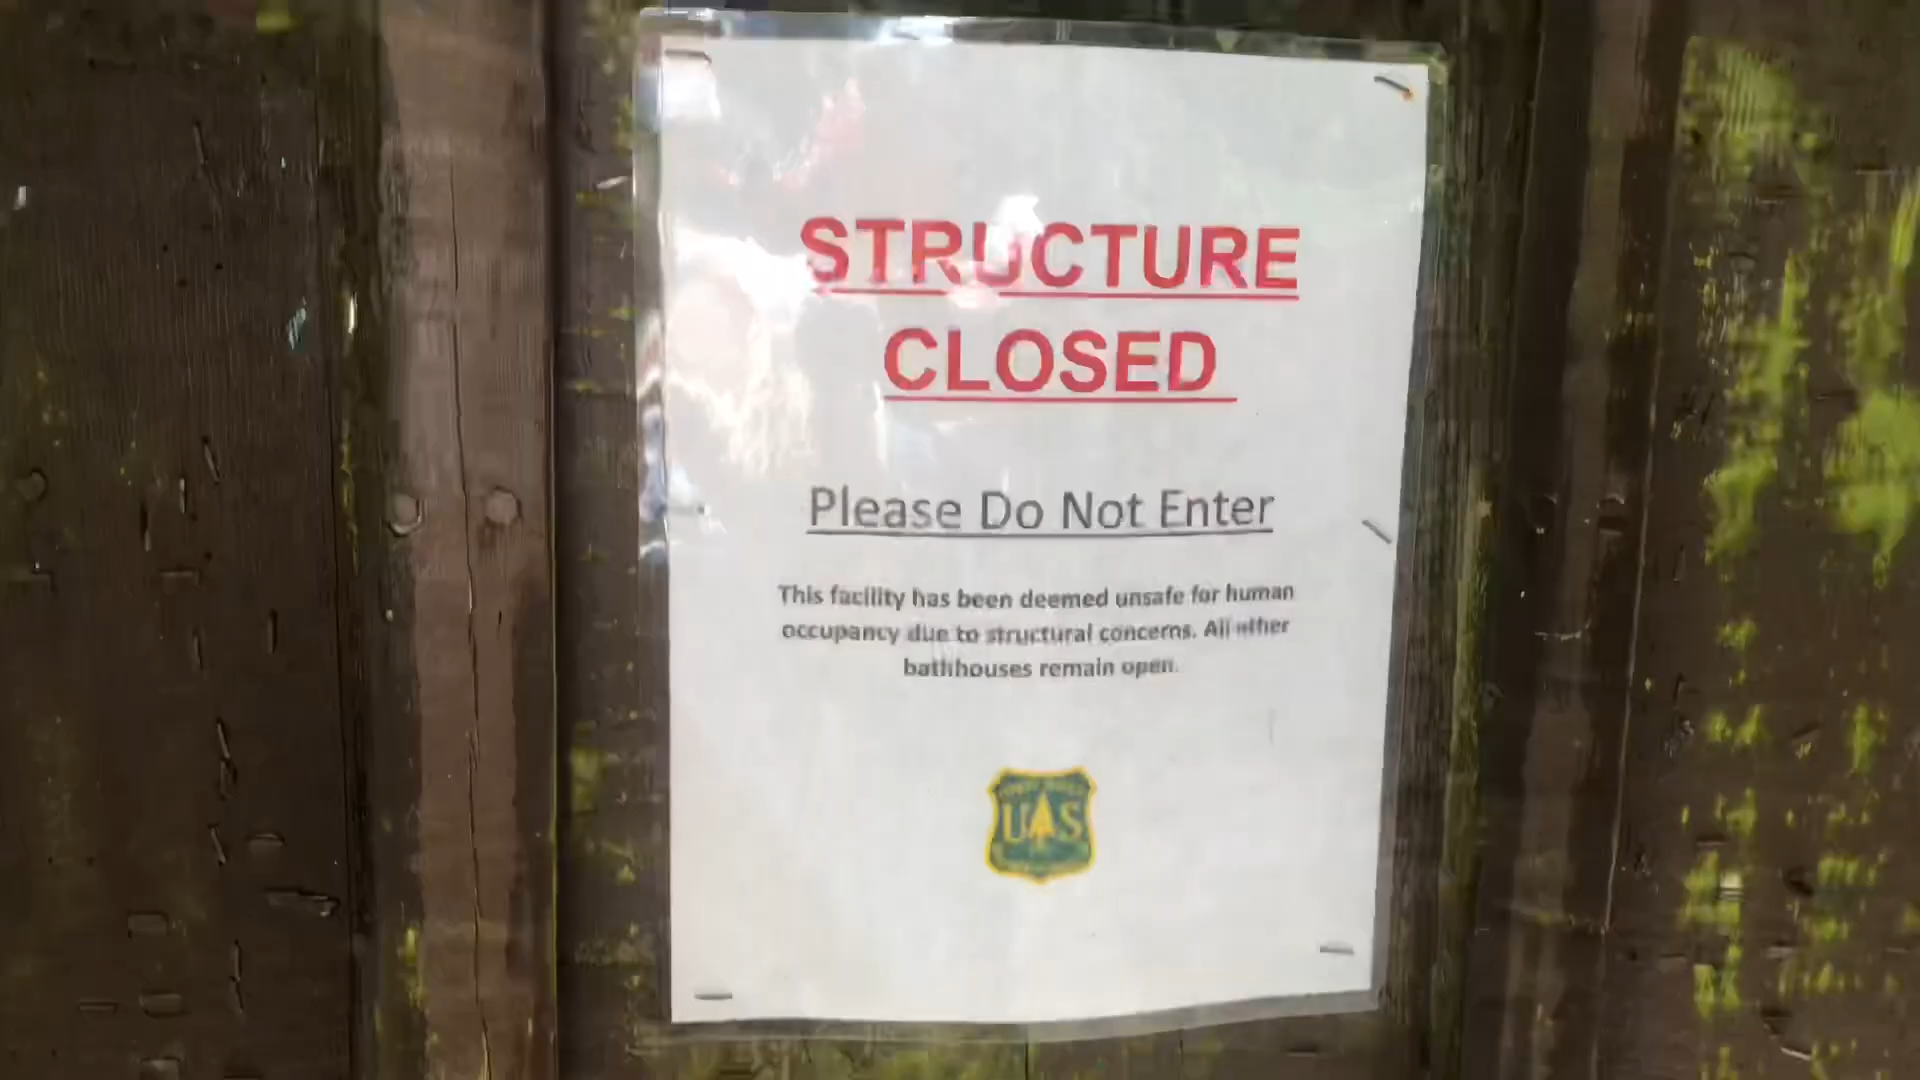 STRUCTURE
CLOSED
Please Do Not Enter
This facility has been deemed unsafe for human
occupancy due to structural concerns. All other
bathhouses remain open.
UAS